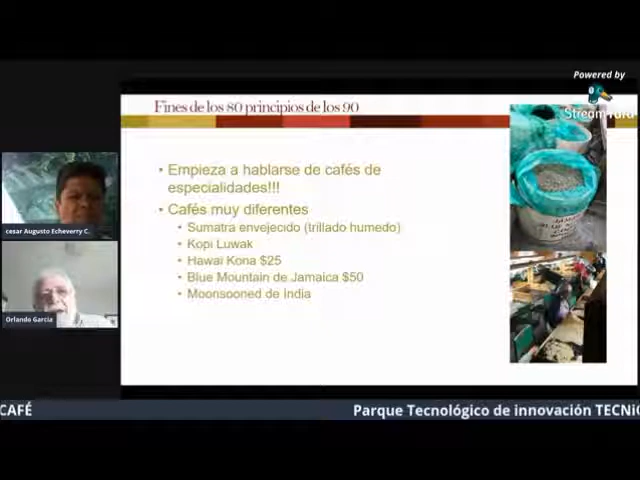 Powered by
StreamYard
Fines de los 80 principios de los 90
• Empieza a hablarse de cafés de
especialidades!!!
• Cafés muy diferentes
• Sumatra envejecido (trillado humedo)
• Kopi Luwak
• Hawai Kona $25
• Blue Mountain de Jamaica $50
• Moonsooned de India
cesar Augusto Echeverry C.
Orlando Garcia
CAFÉ
Parque Tecnológico de innovación TECNiC